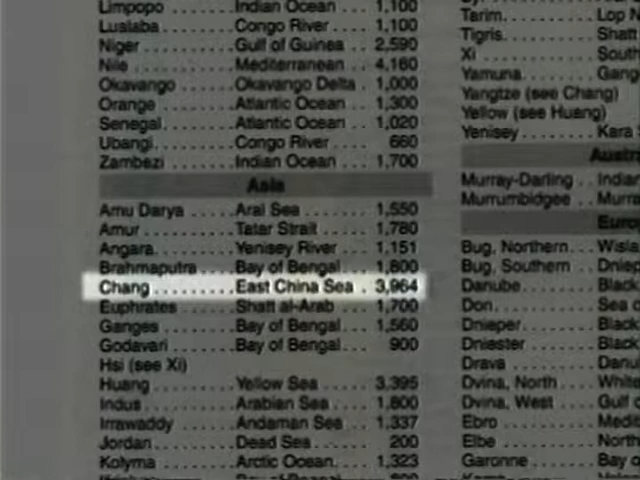 Limpopo Indian Ocean 1,100
Lualaba Congo River 1,100
Niger Gulf of Guinea 2,590
Nile Mediterranean 4,160
Okavango Okavango Delta 1,000
Orange Atlantic Ocean 1,300
Senegal Atlantic Ocean 1,020
Ubangi Congo River 660
Zambezi Indian Ocean 1,700
Asia
Amu Darya Aral Sea 1,550
Amur Tatar Strait 1,780
Angara Yenisey River 1,151
Brahmaputra Bay of Bengal 1,800
Chang East China Sea 3,964
Euphrates Shatt al-Arab 1,700
Ganges Bay of Bengal 1,560
Godavari Bay of Bengal 900
Hsi (see Xi)
Huang Yellow Sea 3,395
Indus Arabian Sea 1,800
Irrawaddy Andaman Sea 1,337
Jordan Dead Sea 200
Kolyma Arctic Ocean 1,323
Tarim Lop N
Tigris Shatt
Xi South
Yamuna Gang
Yangtze (see Chang)
Yellow (see Huang)
Yenisey Kara
Austr
Murray-Darling Indian
Murrumbidgee Murra
Euro
Bug, Northern Wisla
Bug, Southern Dniep
Danube Black
Don Sea
Dnieper Black
Dniester Black
Drava Danub
Dvina, North White
Dvina, West Gulf
Ebro Medit
Elbe North
Garonne Bay o